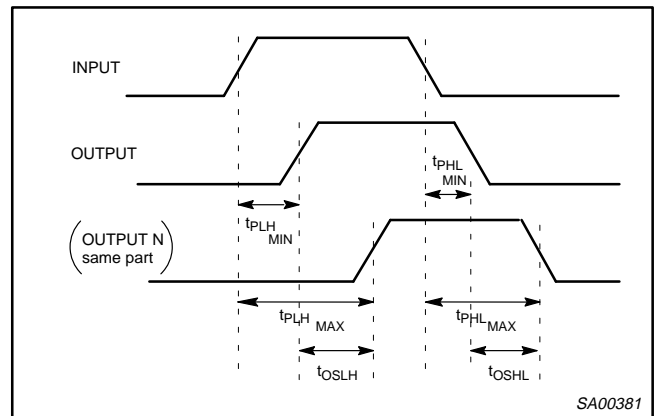 INPUT
OUTPUT
tPHL
MIN
tPLH
MIN
(OUTPUT N
same part)
tPLH MAX
tPHL MAX
tOSLH
tOSHL
SA00381